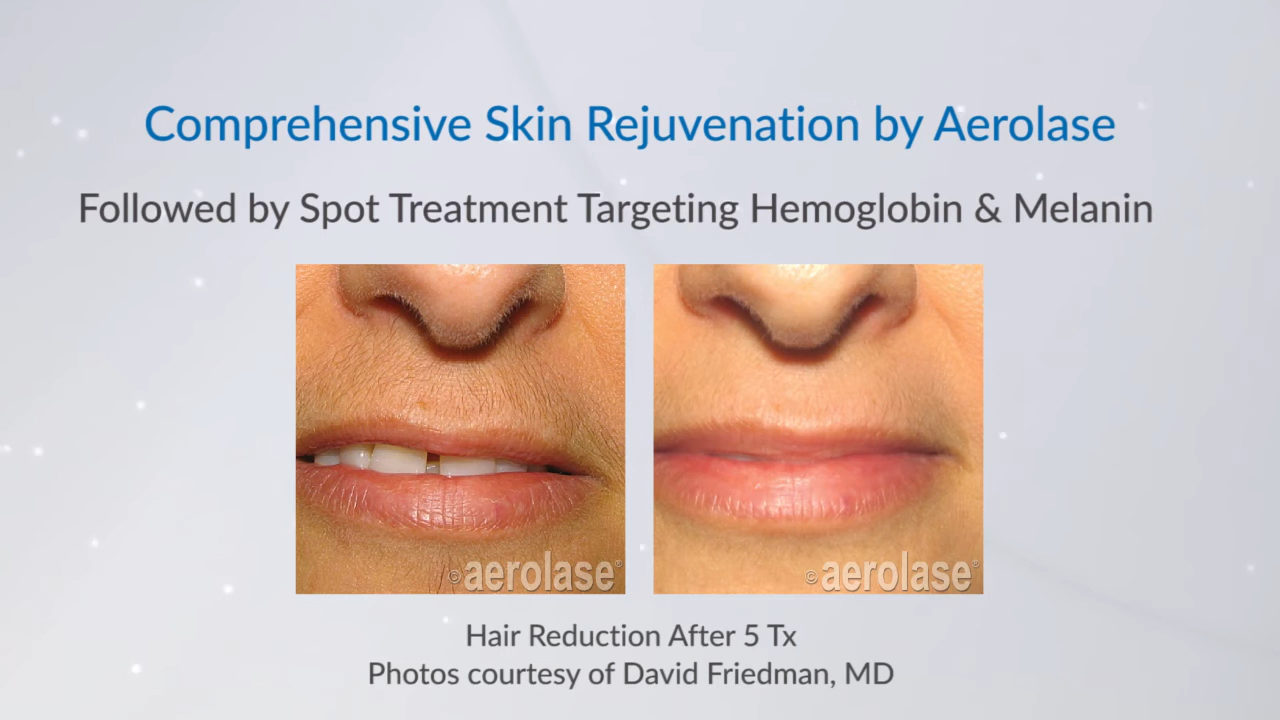 Comprehensive Skin Rejuvenation by Aerolase
Followed by Spot Treatment Targeting Hemoglobin & Melanin
©aerolase®
©aerolase®
Hair Reduction After 5 Tx
Photos courtesy of David Friedman, MD